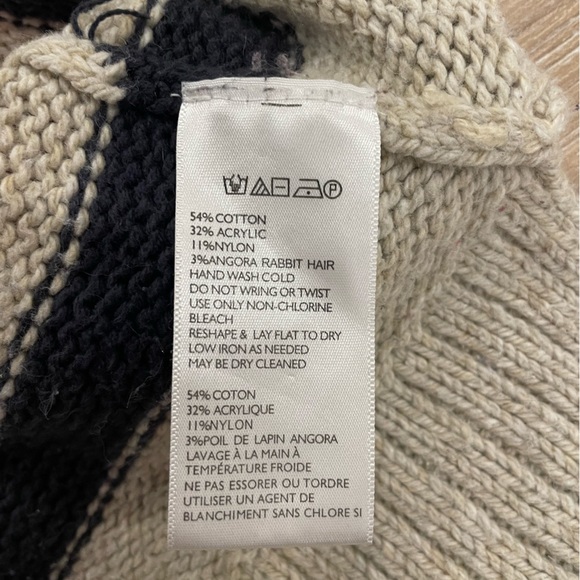 P
54% COTTON
32% ACRYLIC
11%NYLON
3%ANGORA RABBIT HAIR
HAND WASH COLD
DO NOT WRING OR TWIST
USE ONLY NON-CHLORINE
BLEACH
RESHAPE & LAY FLAT TO DRY
LOW IRON AS NEEDED
MAY BE DRY CLEANED
54% COTON
32% ACRYLIQUE
11%NYLON
3%POIL DE LAPIN ANGORA
LAVAGE À LA MAIN À
TEMPÉRATURE FROIDE
NE PAS ESSORER OU TORDRE
UTILISER UN AGENT DE
BLANCHIMENT SANS CHLORE SI